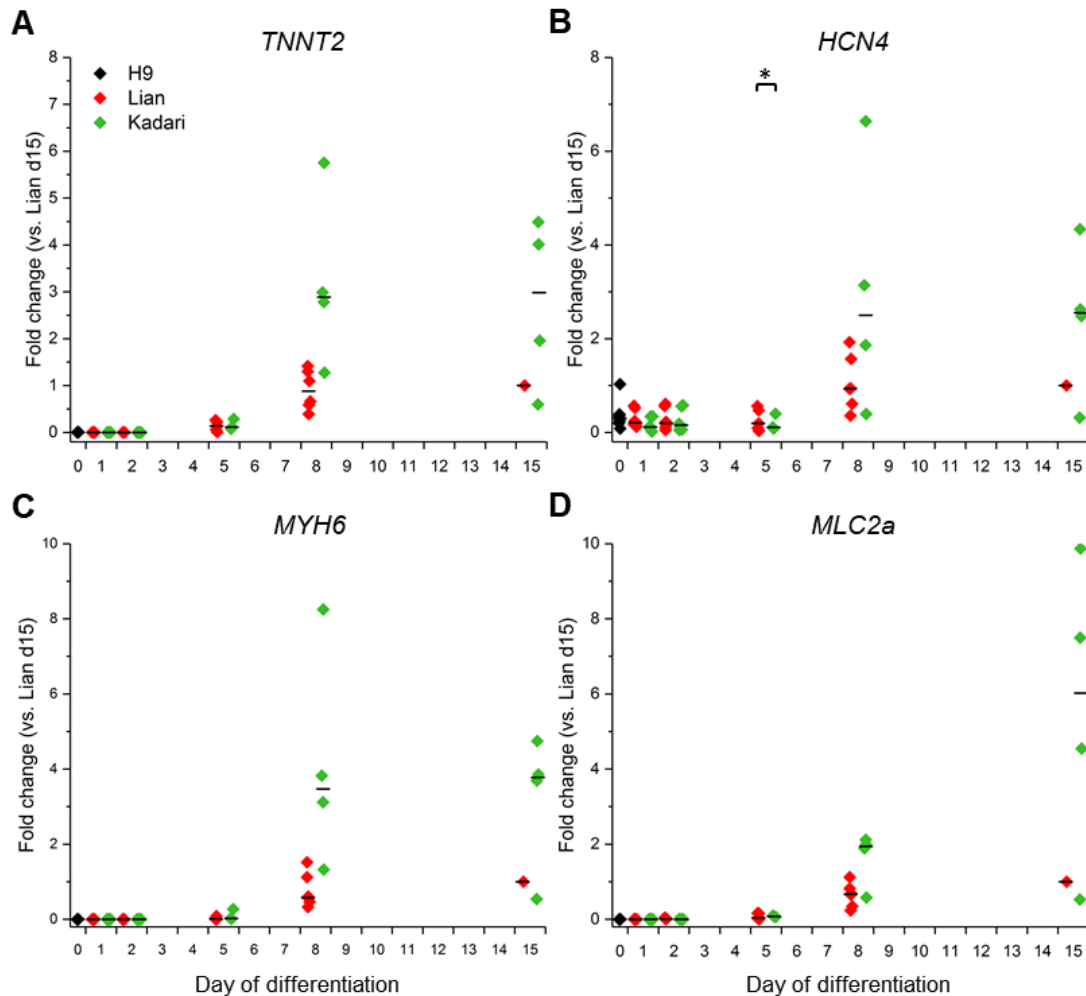 A
TNNT2
8
7
6
5
4
3
2
1
0
Fold change (vs. Lian d15)
H9
Lian
Kadari
0 1 2 3 4 5 6 7 8 9 10 11 12 13 14 15
B
HCN4
8
6
4
2
0
Fold change (vs. Lian d15)
*
0 1 2 3 4 5 6 7 8 9 10 11 12 13 14 15
C
MYH6
10
8
6
4
2
0
Fold change (vs. Lian d15)
0 1 2 3 4 5 6 7 8 9 10 11 12 13 14 15
Day of differentiation
D
MLC2a
10
8
6
4
2
0
Fold change (vs. Lian d15)
0 1 2 3 4 5 6 7 8 9 10 11 12 13 14 15
Day of differentiation